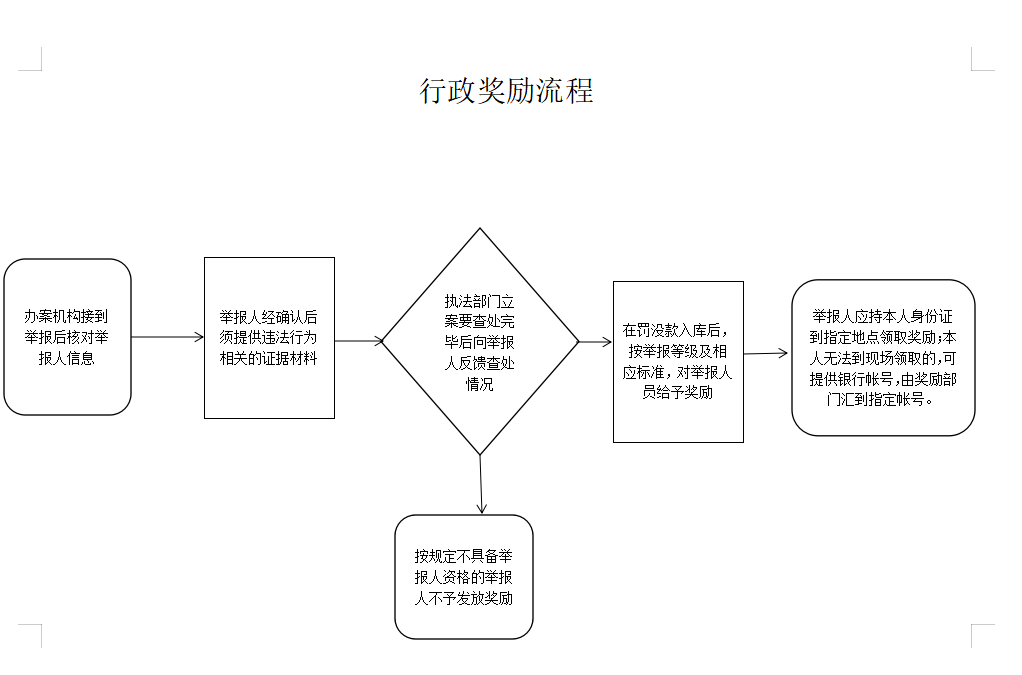 行政奖励流程
办案机构接到
举报后核对举
报人信息
举报人经确认后
须提供违法行为
相关的证据材料
执法部门立
案要查处完
毕后向举报
人反馈查处
情况
在罚没款入库后，
按举报等级及相
应标准，对举报人
员给予奖励
举报人应持本人身份证
到指定地点领取奖励；本
人无法到现场领取的，可
提供银行帐号，由奖励部
门汇到指定帐号。
按规定不具备举
报人资格的举报
人不予发放奖励